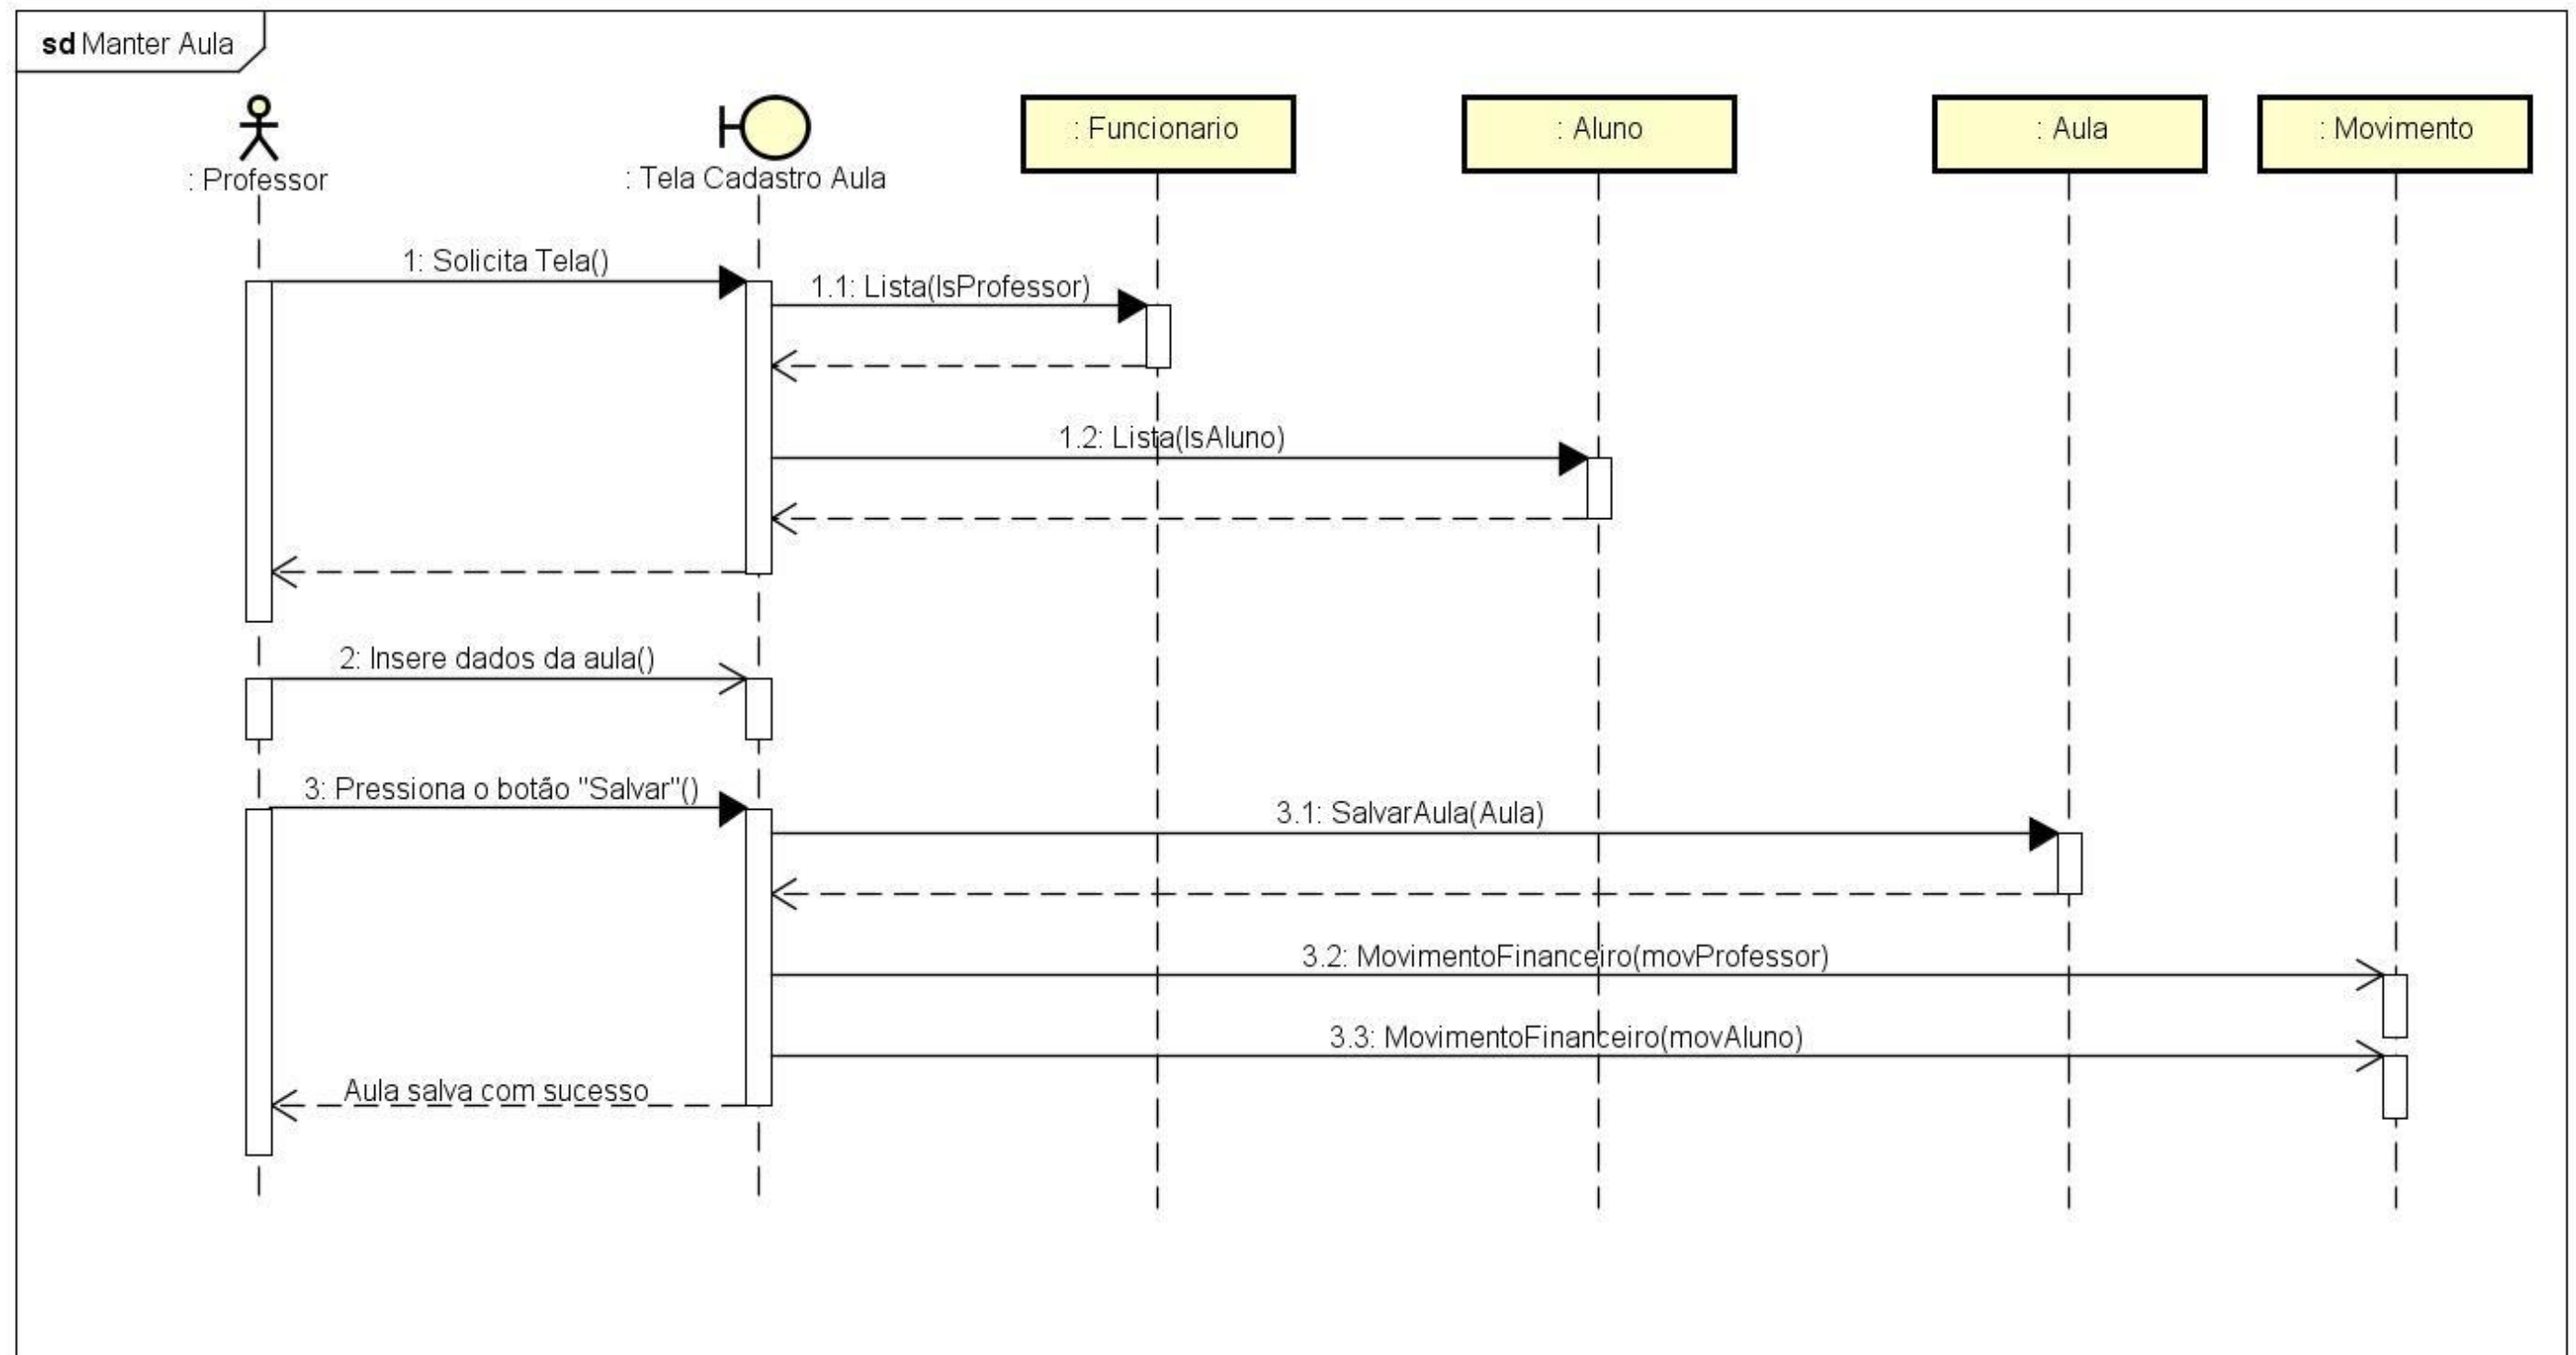 sd Manter Aula
: Professor
: Tela Cadastro Aula
: Funcionario
: Aluno
: Aula
: Movimento
1: Solicita Tela()
1.1: Lista(IsProfessor)
1.2: Lista(IsAluno)
2: Insere dados da aula()
3: Pressiona o botão "Salvar"()
3.1: SalvarAula(Aula)
3.2: MovimentoFinanceiro(movProfessor)
3.3: MovimentoFinanceiro(movAluno)
Aula salva com sucesso